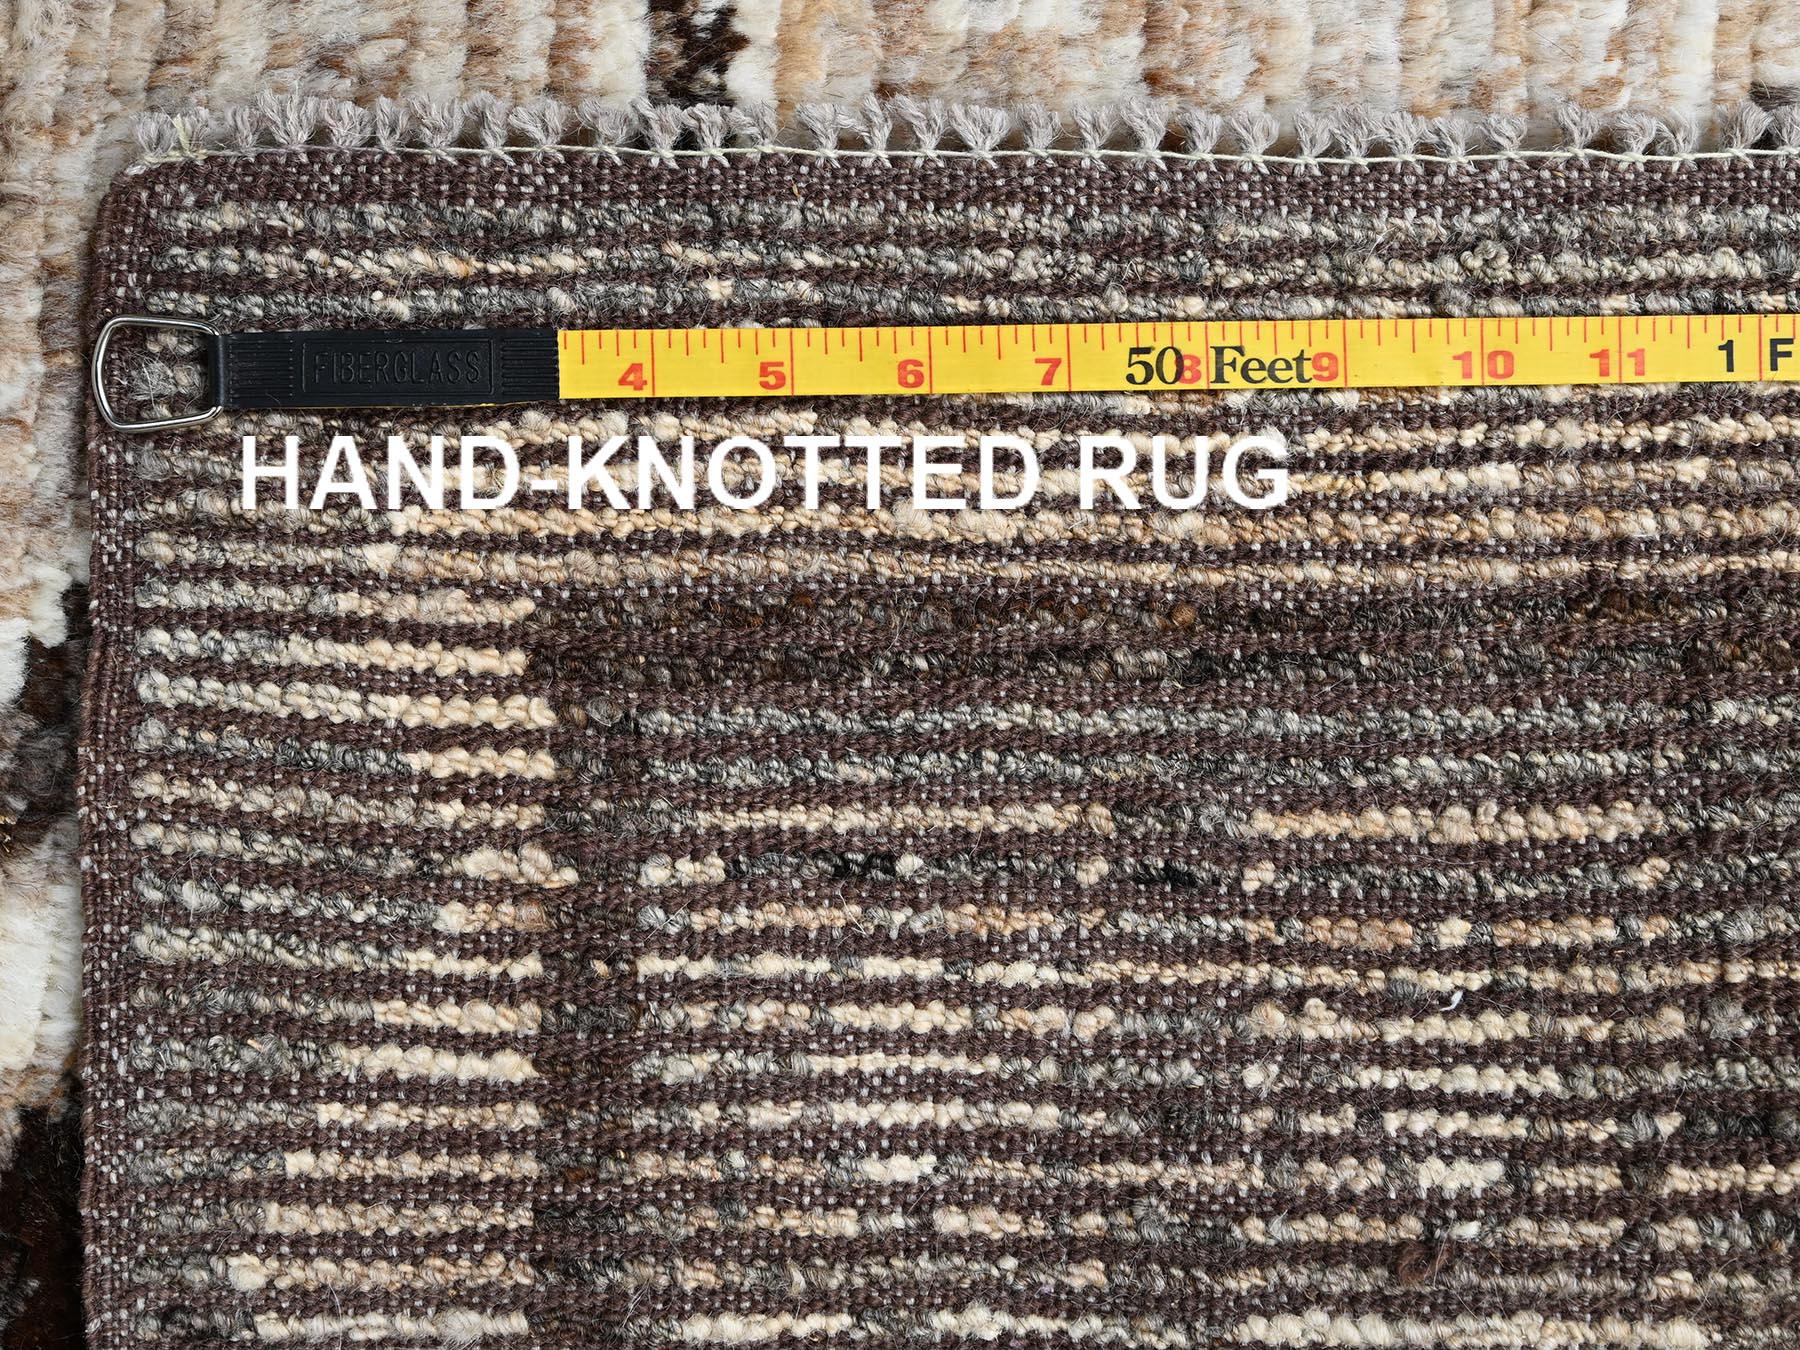 FIBERGLASS
4 5 6 7 50 8 Feet 9 10 11 1 F
HAND-KNOTTED RUG